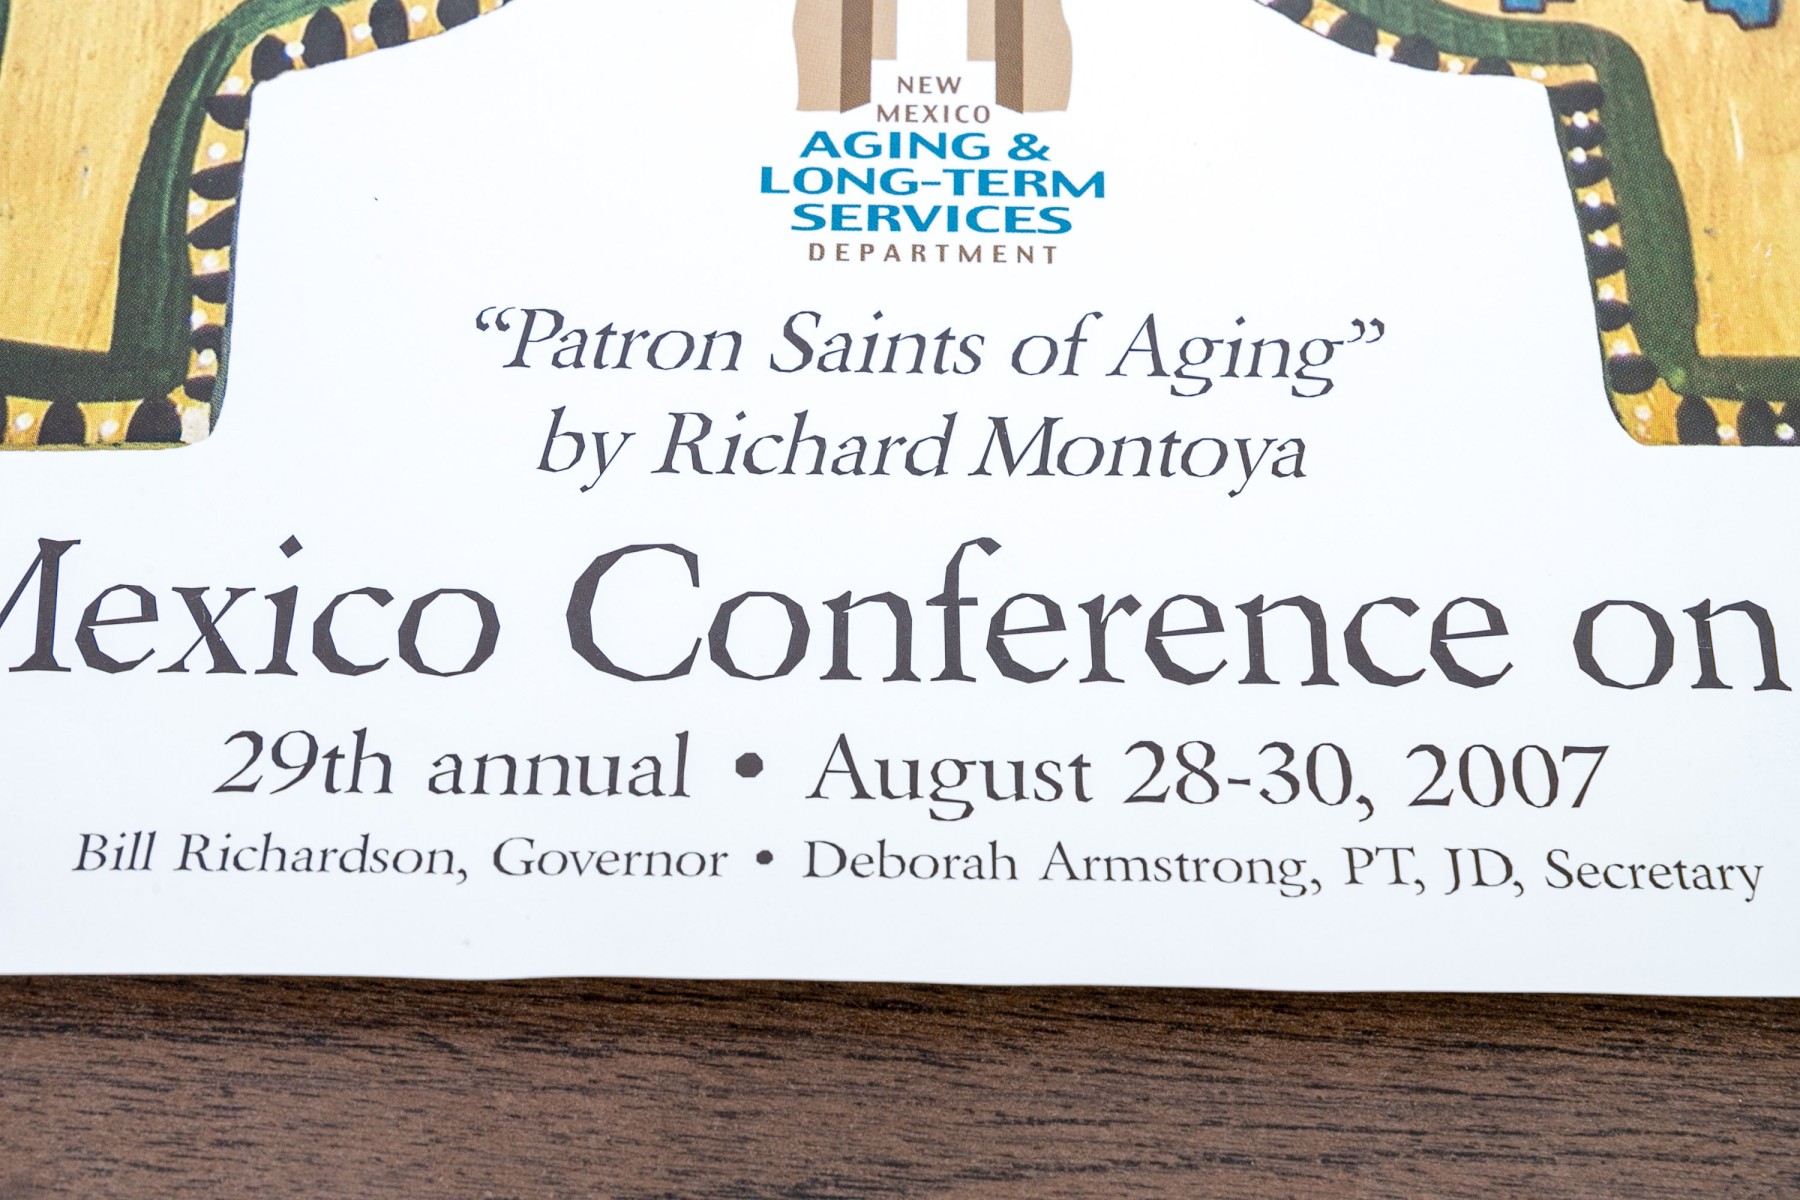 NEW
MEXICO
AGING &
LONG-TERM
SERVICES
DEPARTMENT
“Patron Saints of Aging”
by Richard Montoya
Mexico Conference on
29th annual • August 28-30, 2007
Bill Richardson, Governor • Deborah Armstrong, PT, JD, Secretary